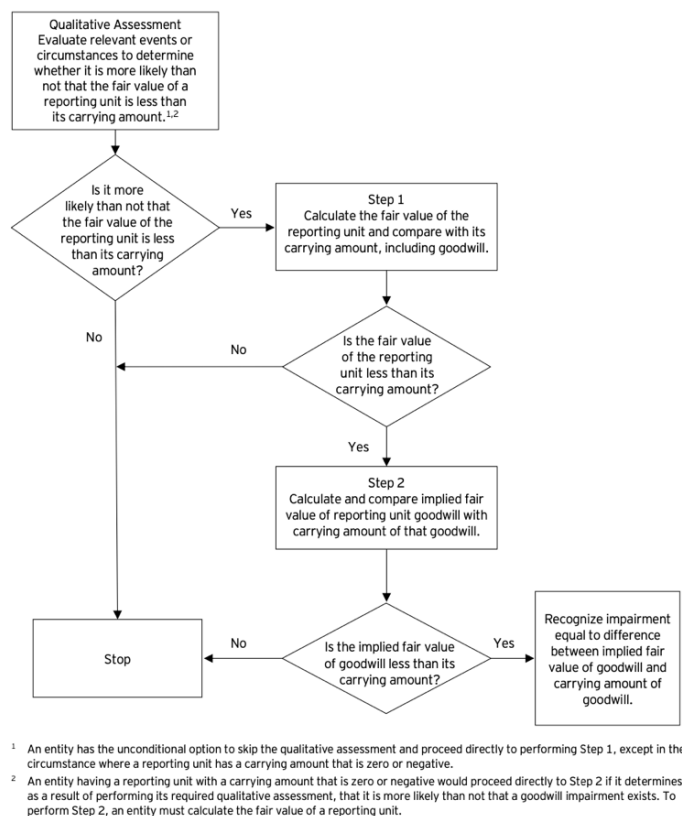 Qualitative Assessment
Evaluate relevant events or
circumstances to determine
whether it is more likely than
not that the fair value of a
reporting unit is less than
its carrying amount.1,2
Is it more
likely than not that
the fair value of the
reporting unit is less
than its carrying
amount?
Yes
Step 1
Calculate the fair value of the
reporting unit and compare with its
carrying amount, including goodwill.
No
No
Is the fair value
of the reporting
unit less than its
carrying amount?
Yes
Step 2
Calculate and compare implied fair
value of reporting unit goodwill with
carrying amount of that goodwill.
Stop
No
Is the implied fair value
of goodwill less than its
carrying amount?
Yes
Recognize impairment
equal to difference
between implied fair
value of goodwill and
carrying amount of
goodwill.
1 An entity has the unconditional option to skip the qualitative assessment and proceed directly to performing Step 1, except in the
circumstance where a reporting unit has a carrying amount that is zero or negative.
2 An entity having a reporting unit with a carrying amount that is zero or negative would proceed directly to Step 2 if it determines
as a result of performing its required qualitative assessment, that it is more likely than not that a goodwill impairment exists. To
perform Step 2, an entity must calculate the fair value of a reporting unit.